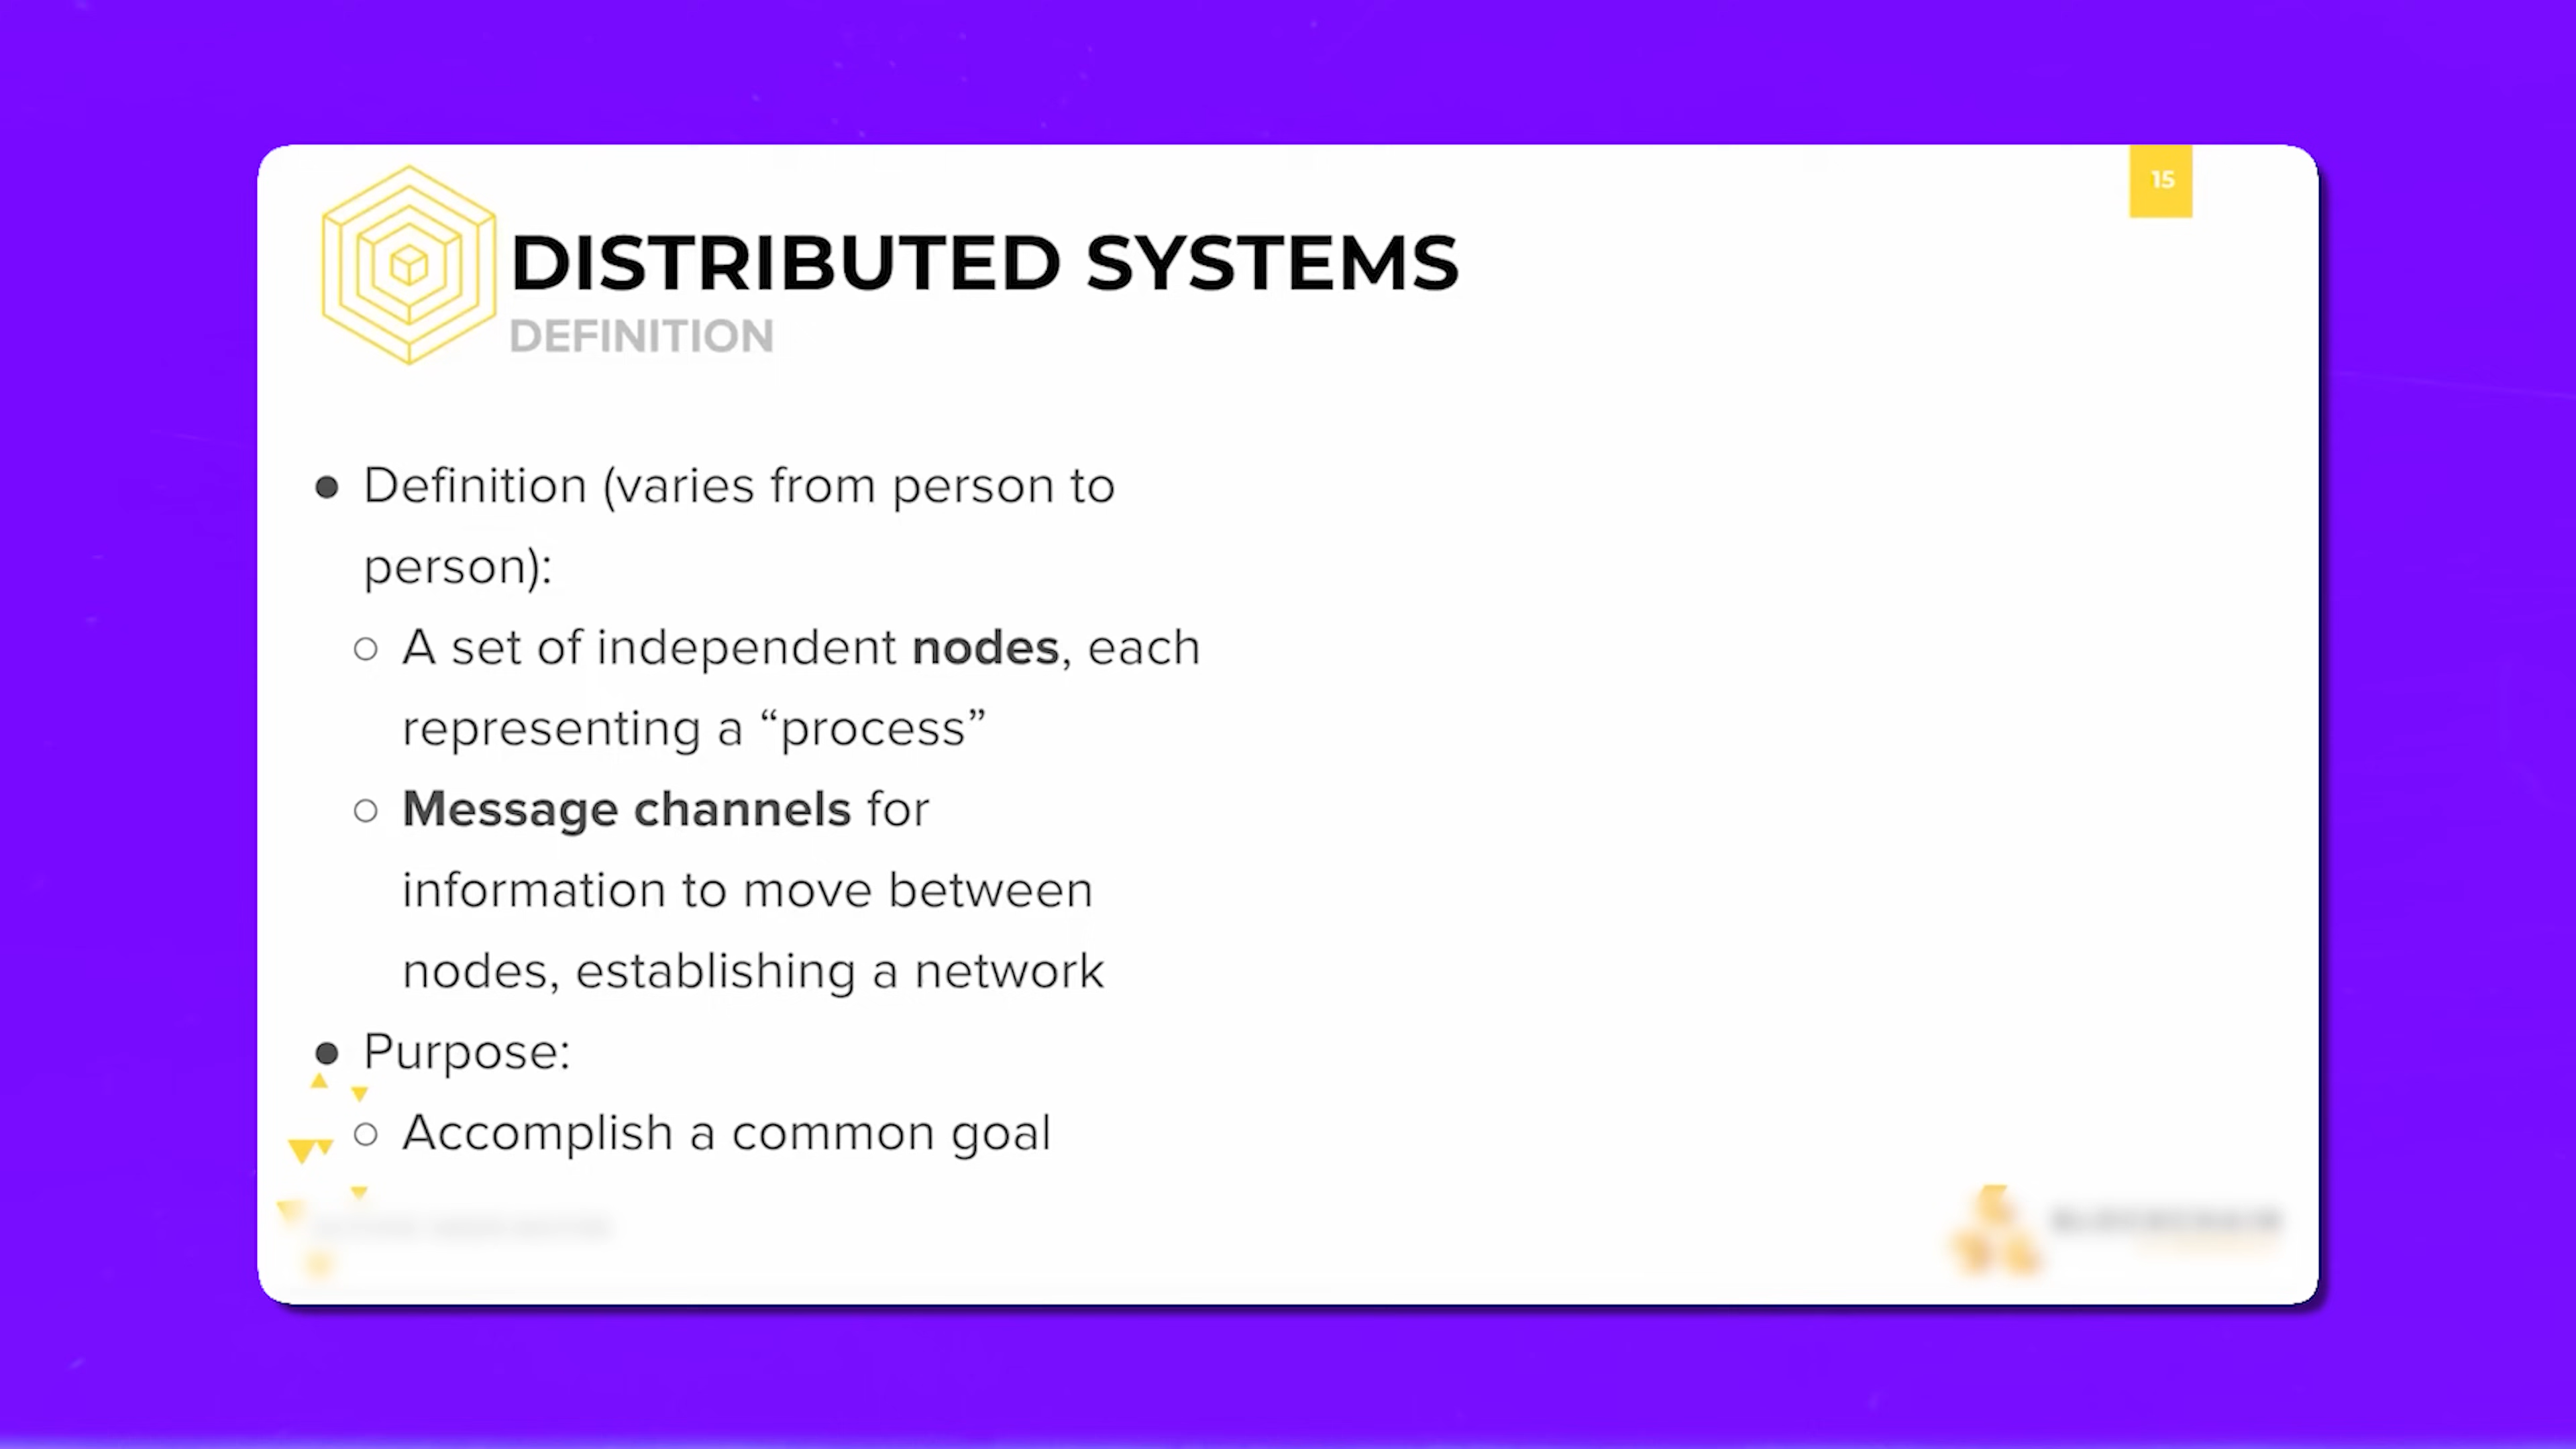 15
DISTRIBUTED SYSTEMS
DEFINITION
● Definition (varies from person to
person):
○ A set of independent nodes, each
representing a “process”
○ Message channels for
information to move between
nodes, establishing a network
● Purpose:
○ Accomplish a common goal